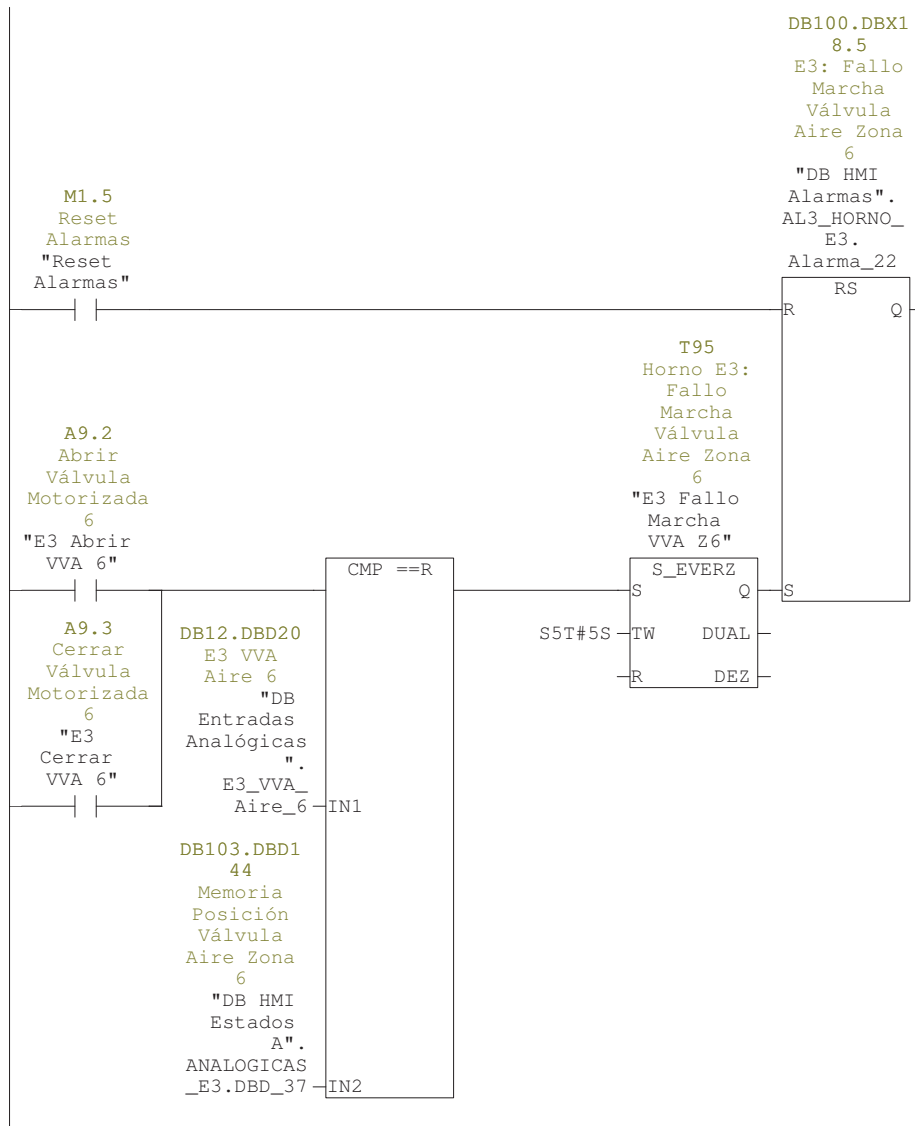 DB100.DBX1
8.5
E3: Fallo
Marcha
Válvula
Aire Zona
6
"DB HMI
Alarmas".
AL3_HORNO_
E3.
Alarma_22
M1.5
Reset
Alarmas
"Reset
Alarmas"
RS
R
Q
T95
Horno E3:
Fallo
Marcha
Válvula
Aire Zona
6
"E3 Fallo
Marcha
VVA Z6"
A9.2
Abrir
Válvula
Motorizada
6
"E3 Abrir
VVA 6"
CMP ==R
S_EVERZ
S
Q
S
S5T#5S
TW
DUAL
R
DEZ
A9.3
Cerrar
Válvula
Motorizada
6
"E3
Cerrar
VVA 6"
DB12.DBD20
E3 VVA
Aire 6
"DB
Entradas
Analógicas
".
E3_VVA_
Aire_6
IN1
DB103.DBD1
44
Memoria
Posición
Válvula
Aire Zona
6
"DB HMI
Estados
A".
ANALOGICAS
_E3.DBD_37
IN2